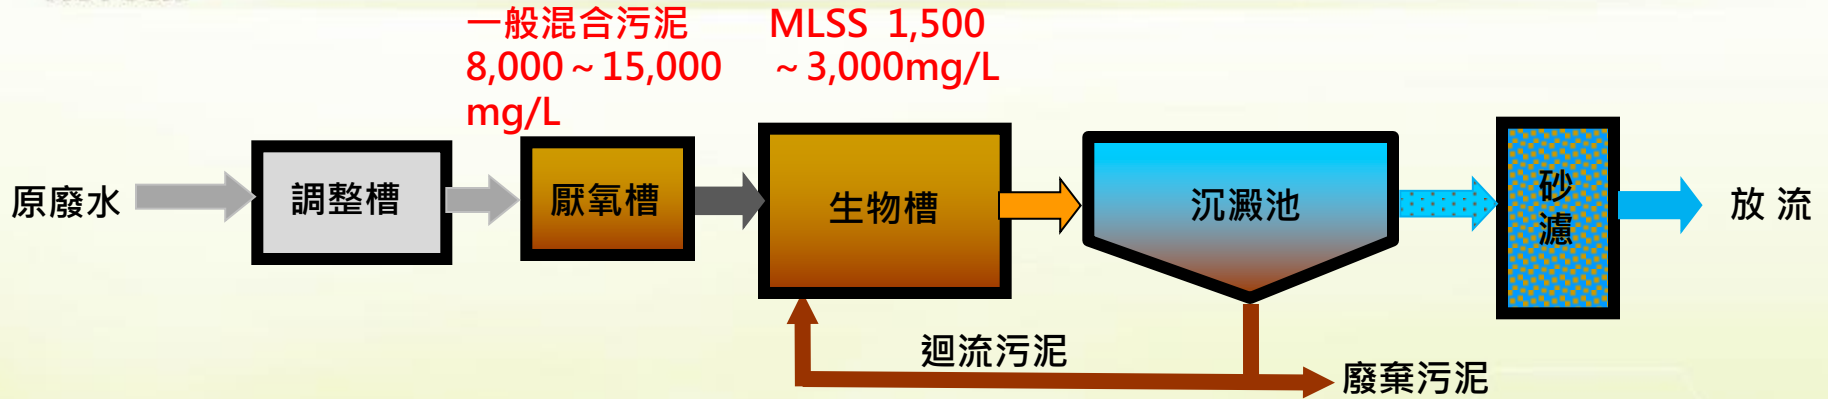 一般混合污泥
8,000～15,000
mg/L
MLSS 1,500
～3,000mg/L
原廢水
調整槽
厭氧槽
生物槽
沉澱池
砂
濾
放流
迴流污泥
廢棄污泥